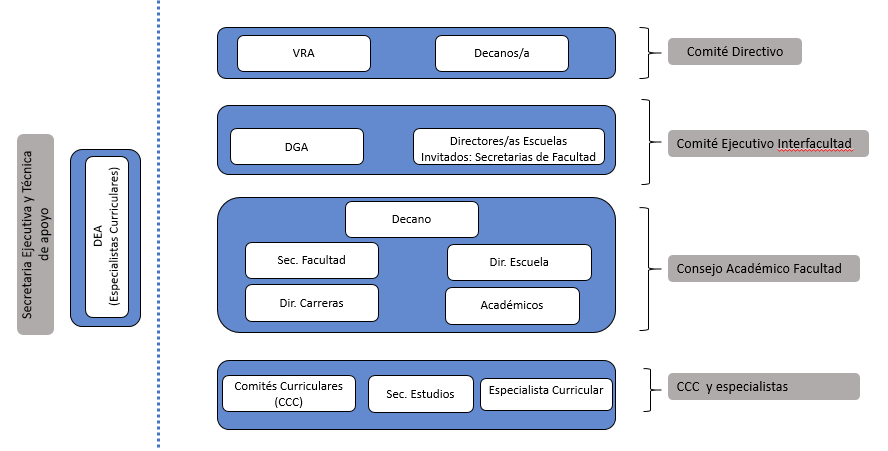 Secretaria Ejecutiva y Técnica
de apoyo
DEA
(Especialistas Curriculares)
VRA
Decanos/a
Comité Directivo
DGA
Directores/as Escuelas
Invitados: Secretarias de Facultad
Comité Ejecutivo Interfacultad
Decano
Sec. Facultad
Dir. Escuela
Dir. Carreras
Académicos
Consejo Académico Facultad
Comités Curriculares
(CCC)
Sec. Estudios
Especialista Curricular
CCC y especialistas